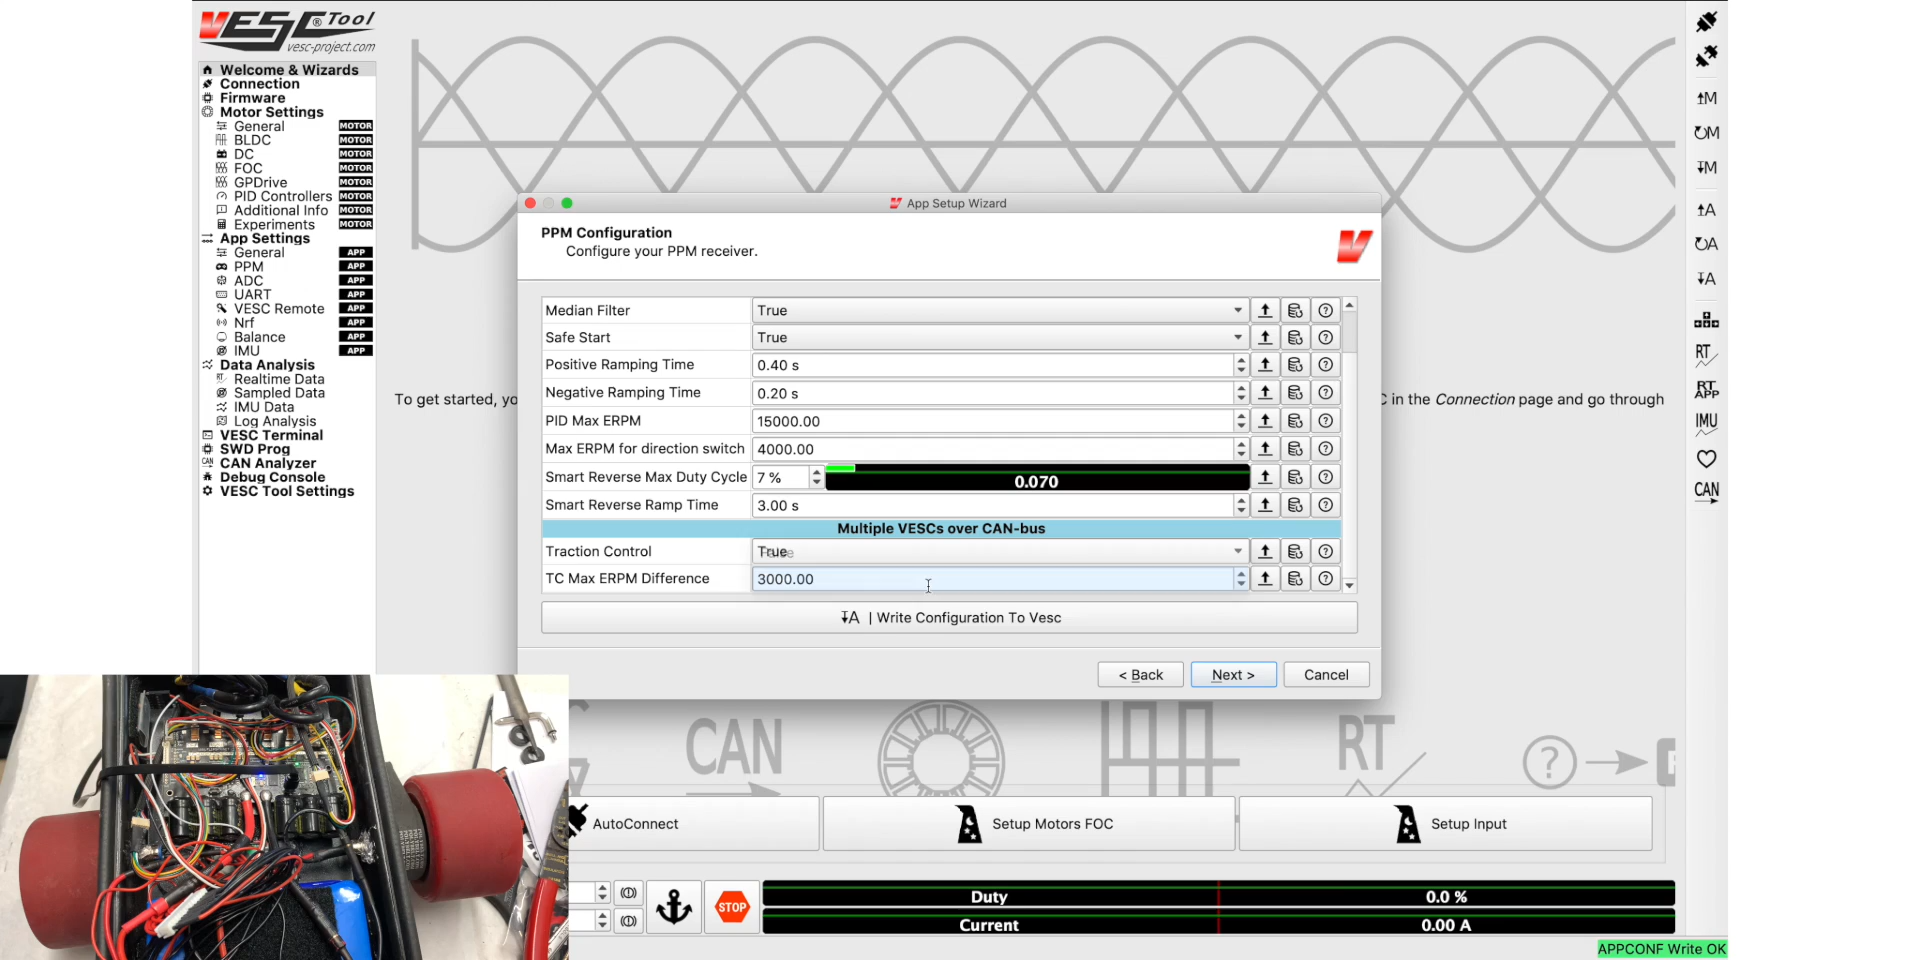 VESC® Tool
vesc-project.com
Welcome & Wizards
Connection
Firmware
Motor Settings
General MOTOR
BLDC MOTOR
DC MOTOR
FOC MOTOR
GPDrive MOTOR
PID Controllers MOTOR
Additional Info MOTOR
Experiments MOTOR
App Settings
General APP
PPM APP
ADC APP
UART APP
VESC Remote APP
Nrf APP
Balance APP
IMU APP
Data Analysis
Realtime Data
Sampled Data
IMU Data
Log Analysis
VESC Terminal
SWD Prog
CAN Analyzer
Debug Console
VESC Tool Settings
To get started, yo
C in the Connection page and go through
App Setup Wizard
PPM Configuration
Configure your PPM receiver.
Median Filter True
Safe Start True
Positive Ramping Time 0.40 s
Negative Ramping Time 0.20 s
PID Max ERPM 15000.00
Max ERPM for direction switch 4000.00
Smart Reverse Max Duty Cycle 7 % 0.070
Smart Reverse Ramp Time 3.00 s
Multiple VESCs over CAN-bus
Traction Control True
TC Max ERPM Difference 3000.00
A | Write Configuration To Vesc
< Back
Next >
Cancel
CAN
RT
?
AutoConnect
Setup Motors FOC
Setup Input
STOP
Duty 0.0 %
Current 0.00 A
APPCONF Write OK
M
M
M
A
A
A
RT
RT
APP
IMU
CAN